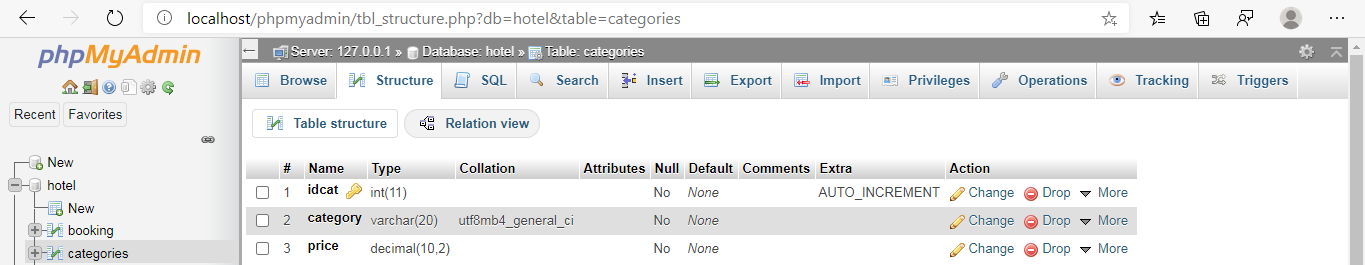 localhost/phpmyadmin/tbl_structure.php?db=hotel&table=categories
phpMyAdmin
Recent Favorites
New
hotel
New
booking
categories
Server: 127.0.0.1 » Database: hotel » Table: categories
Browse Structure SQL Search Insert Export Import Privileges Operations Tracking Triggers
Table structure Relation view
# Name Type Collation Attributes Null Default Comments Extra Action
1 idcat int(11) No None AUTO_INCREMENT Change Drop More
2 category varchar(20) utf8mb4_general_ci No None Change Drop More
3 price decimal(10,2) No None Change Drop More